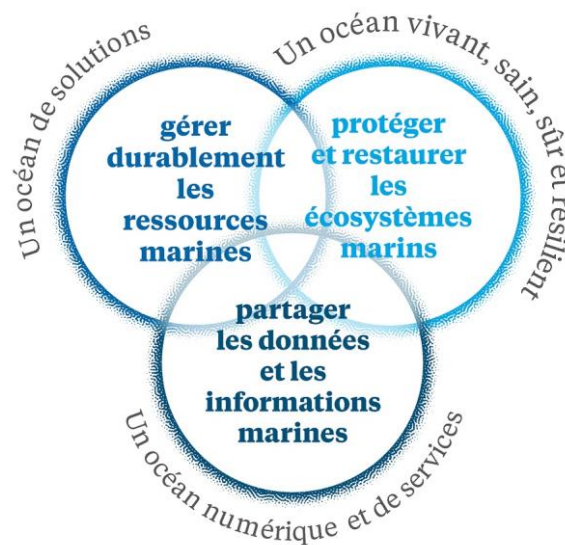 Un océan de solutions
gérer
durablement
les
ressources
marines
Un océan vivant, sain, sûr et resilient
protéger
et restaurer
les
écosystèmes
marins
partager
les données
et les
informations
marines
Un océan numérique et de services